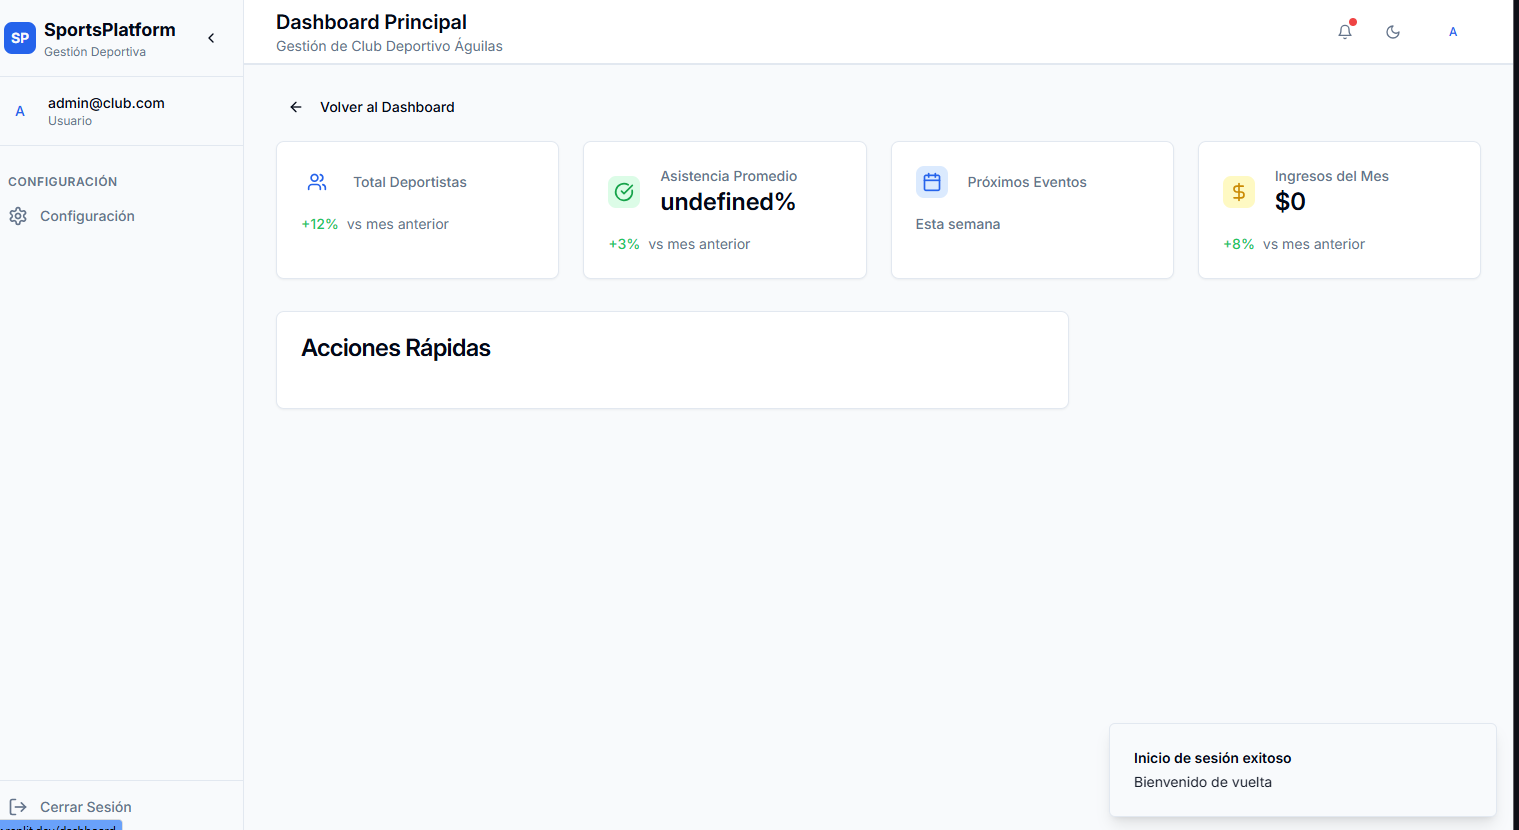 SP
SportsPlatform
Gestión Deportiva
A
admin@club.com
Usuario
CONFIGURACIÓN
Configuración
Cerrar Sesión
Dashboard Principal
Gestión de Club Deportivo Águilas
A
Volver al Dashboard
Total Deportistas
+12% vs mes anterior
Asistencia Promedio
undefined%
+3% vs mes anterior
Próximos Eventos
Esta semana
Ingresos del Mes
$0
+8% vs mes anterior
Acciones Rápidas
Inicio de sesión exitoso
Bienvenido de vuelta